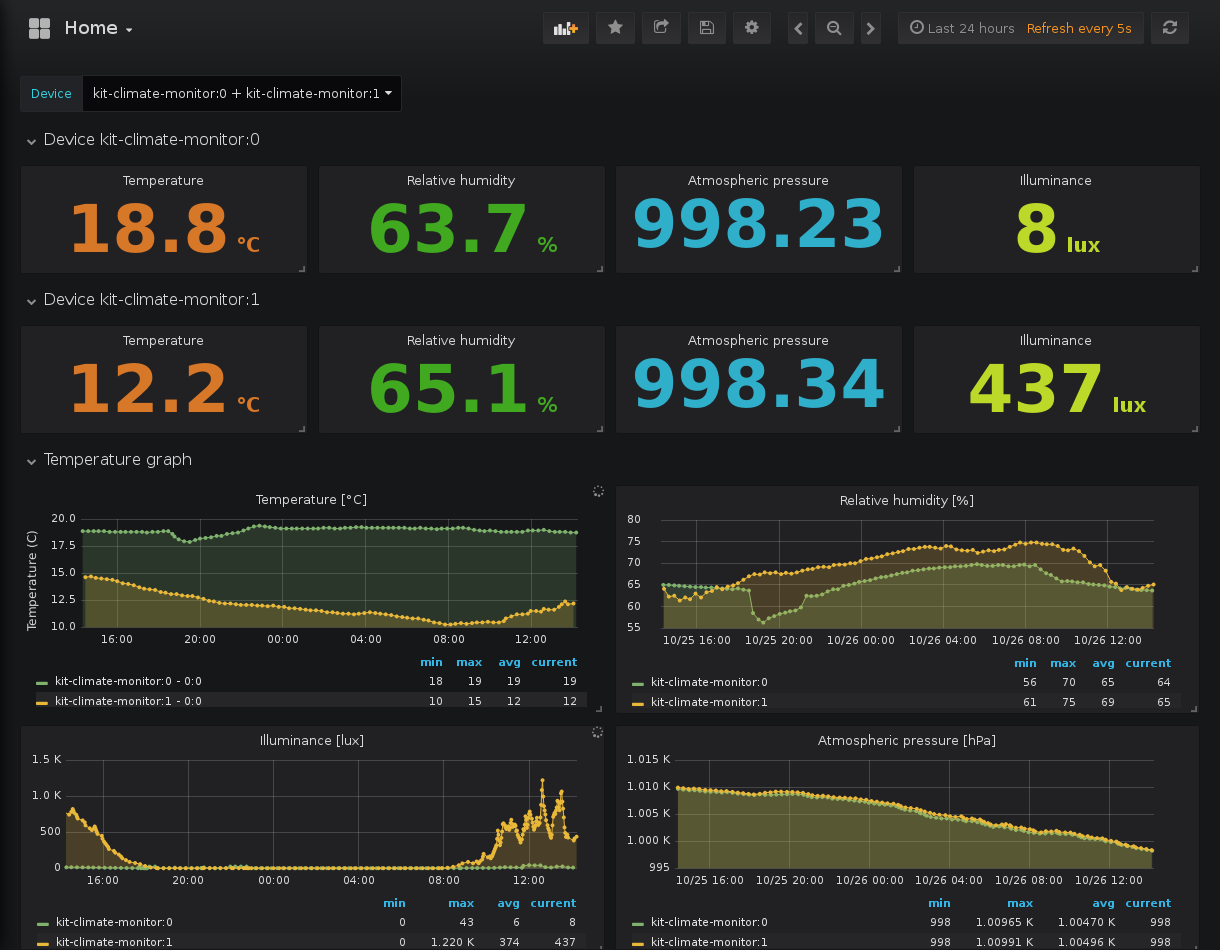 Home
Last 24 hours Refresh every 5s
Device kit-climate-monitor:0 + kit-climate-monitor:1
Device kit-climate-monitor:0
Temperature Relative humidity Atmospheric pressure Illuminance
18.8 °C 63.7 % 998.23 8 lux
Device kit-climate-monitor:1
Temperature Relative humidity Atmospheric pressure Illuminance
12.2 °C 65.1 % 998.34 437 lux
Temperature graph
Temperature [°C]
Temperature (C)
20.0
17.5
15.0
12.5
10.0
16:00 20:00 00:00 04:00 08:00 12:00
min max avg current
kit-climate-monitor:0 - 0:0 18 19 19 19
kit-climate-monitor:1 - 0:0 10 15 12 12
Relative humidity [%]
80
75
70
65
60
55
10/25 16:00 10/25 20:00 10/26 00:00 10/26 04:00 10/26 08:00 10/26 12:00
min max avg current
kit-climate-monitor:0 56 70 65 64
kit-climate-monitor:1 61 75 69 65
Illuminance [lux]
1.5 K
1.0 K
500
0
16:00 20:00 00:00 04:00 08:00 12:00
min max avg current
kit-climate-monitor:0 0 43 6 8
kit-climate-monitor:1 0 1.220 K 374 437
Atmospheric pressure [hPa]
1.015 K
1.010 K
1.005 K
1.000 K
995
10/25 16:00 10/25 20:00 10/26 00:00 10/26 04:00 10/26 08:00 10/26 12:00
min max avg current
kit-climate-monitor:0 998 1.00965 K 1.00470 K 998
kit-climate-monitor:1 998 1.00991 K 1.00496 K 998